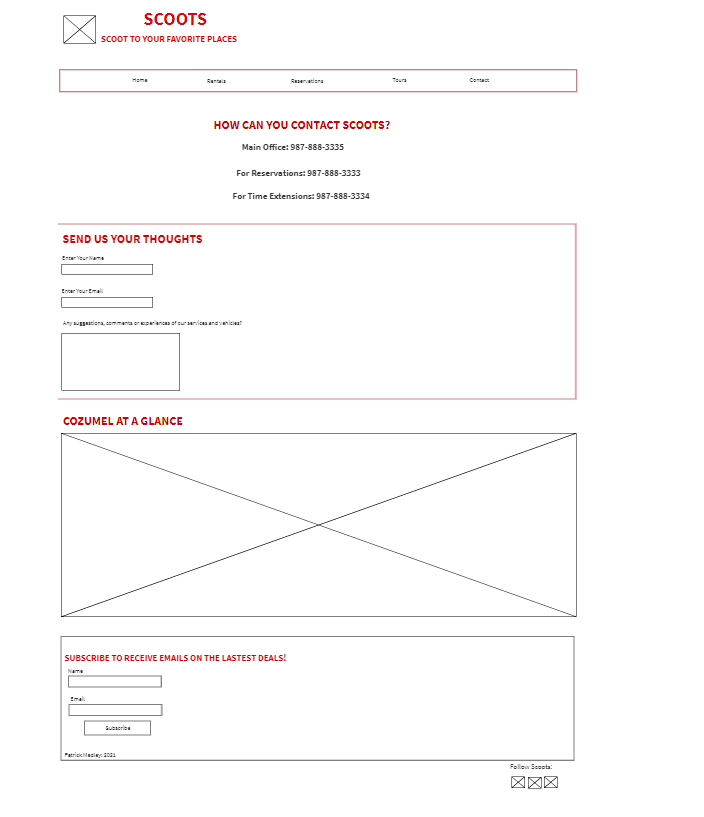 SCOOTS
SCOOT TO YOUR FAVORITE PLACES
Home Rentals Reservations Tours Contact
HOW CAN YOU CONTACT SCOOTS?
Main Office: 987-888-3335
For Reservations: 987-888-3333
For Time Extensions: 987-888-3334
SEND US YOUR THOUGHTS
Enter Your Name
Enter Your Email
Any suggestions, comments or experiences of our services and vehicles?
COZUMEL AT A GLANCE
SUBSCRIBE TO RECEIVE EMAILS ON THE LASTEST DEALS!
Name
Email
Subscribe
Patrick Medley: 2021
Follow Scoots: